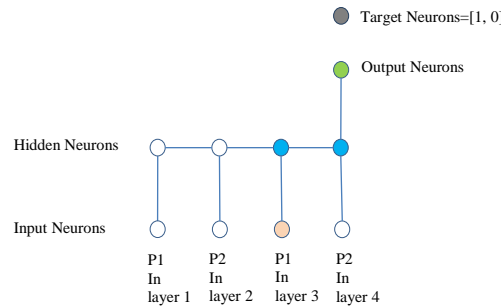 Target Neurons=[1, 0]
Output Neurons
Hidden Neurons
Input Neurons
P1
In
layer 1
P2
In
layer 2
P1
In
layer 3
P2
In
layer 4